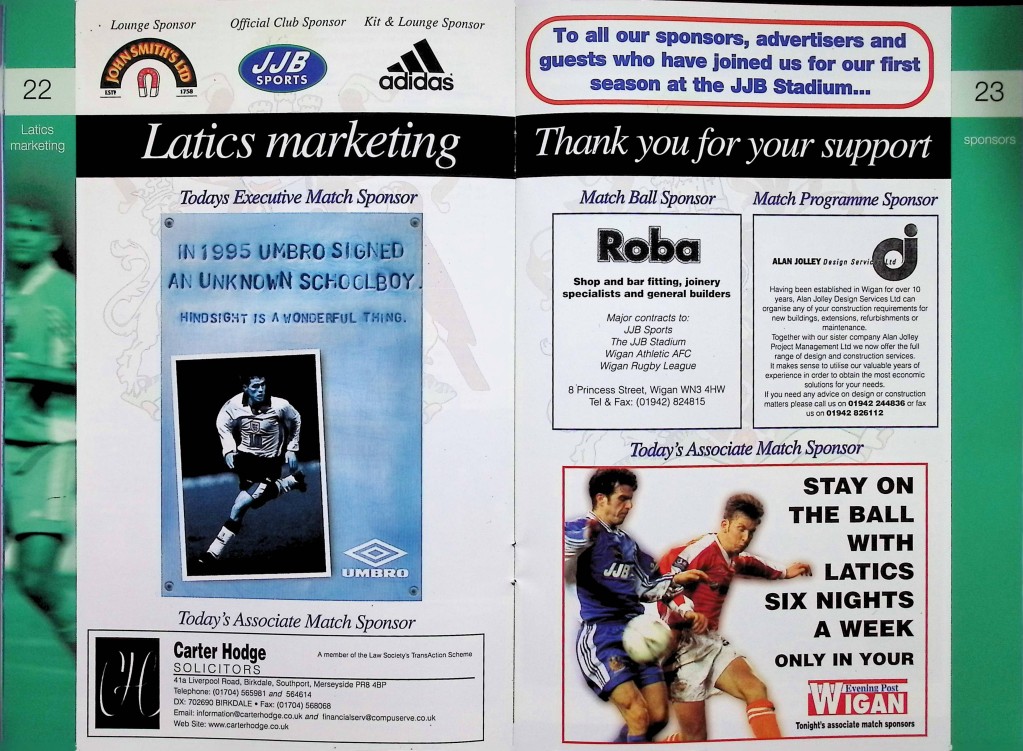 22
Latics
marketing
Lounge Sponsor
JOHN SMITH'S LTD
ESTD 1758
Official Club Sponsor
JJB
SPORTS
Kit & Lounge Sponsor
adidas
Latics marketing
Todays Executive Match Sponsor
IN 1995 UMBRO SIGNED
AN UNKNOWN SCHOOLBOY.
HINDSIGHT IS A WONDERFUL THING.
UMBRO
Today's Associate Match Sponsor
CH
Carter Hodge
SOLICITORS
A member of the Law Society's TransAction Scheme
41a Liverpool Road, Birkdale, Southport, Merseyside PR8 4BP
Telephone: (01704) 565981 and 564614
DX: 702690 BIRKDALE • Fax: (01704) 568068
Email: information@carterhodge.co.uk and financialserv@compuserve.co.uk
Web Site: www.carterhodge.co.uk
To all our sponsors, advertisers and
guests who have joined us for our first
season at the JJB Stadium...
23
sponsors
Thank you for your support
Match Ball Sponsor
Roba
Shop and bar fitting, joinery
specialists and general builders
Major contracts to:
JJB Sports
The JJB Stadium
Wigan Athletic AFC
Wigan Rugby League
8 Princess Street, Wigan WN3 4HW
Tel & Fax: (01942) 824815
Match Programme Sponsor
ALAN JOLLEY Design Services Ltd
Having been established in Wigan for over 10
years, Alan Jolley Design Services Ltd can
organise any of your construction requirements for
new buildings, extensions, refurbishments or
maintenance.
Together with our sister company Alan Jolley
Project Management Ltd we now offer the full
range of design and construction services.
It makes sense to utilise our valuable years of
experience in order to obtain the most economic
solutions for your needs.
If you need any advice on design or construction
matters please call us on 01942 244836 or fax
us on 01942 826112
Today's Associate Match Sponsor
JJB
STAY ON
THE BALL
WITH
LATICS
SIX NIGHTS
A WEEK
ONLY IN YOUR
Evening Post
WIGAN
Tonight's associate match sponsors